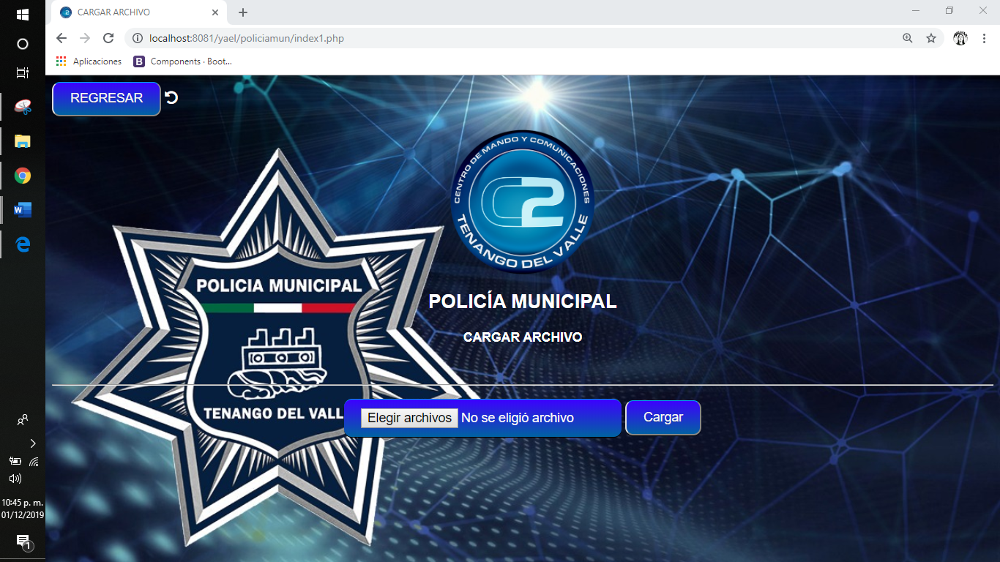 CARGAR ARCHIVO
localhost:8081/yael/policiamun/index1.php
Aplicaciones
B Components · Boot...
REGRESAR
CENTRO DE MANDO Y COMUNICACIONES
C2
TENANGO DEL VALLE
POLICIA MUNICIPAL
TENANGO DEL VALL
POLICÍA MUNICIPAL
CARGAR ARCHIVO
Elegir archivos No se eligió archivo
Cargar
W
10:45 p. m.
01/12/2019
1